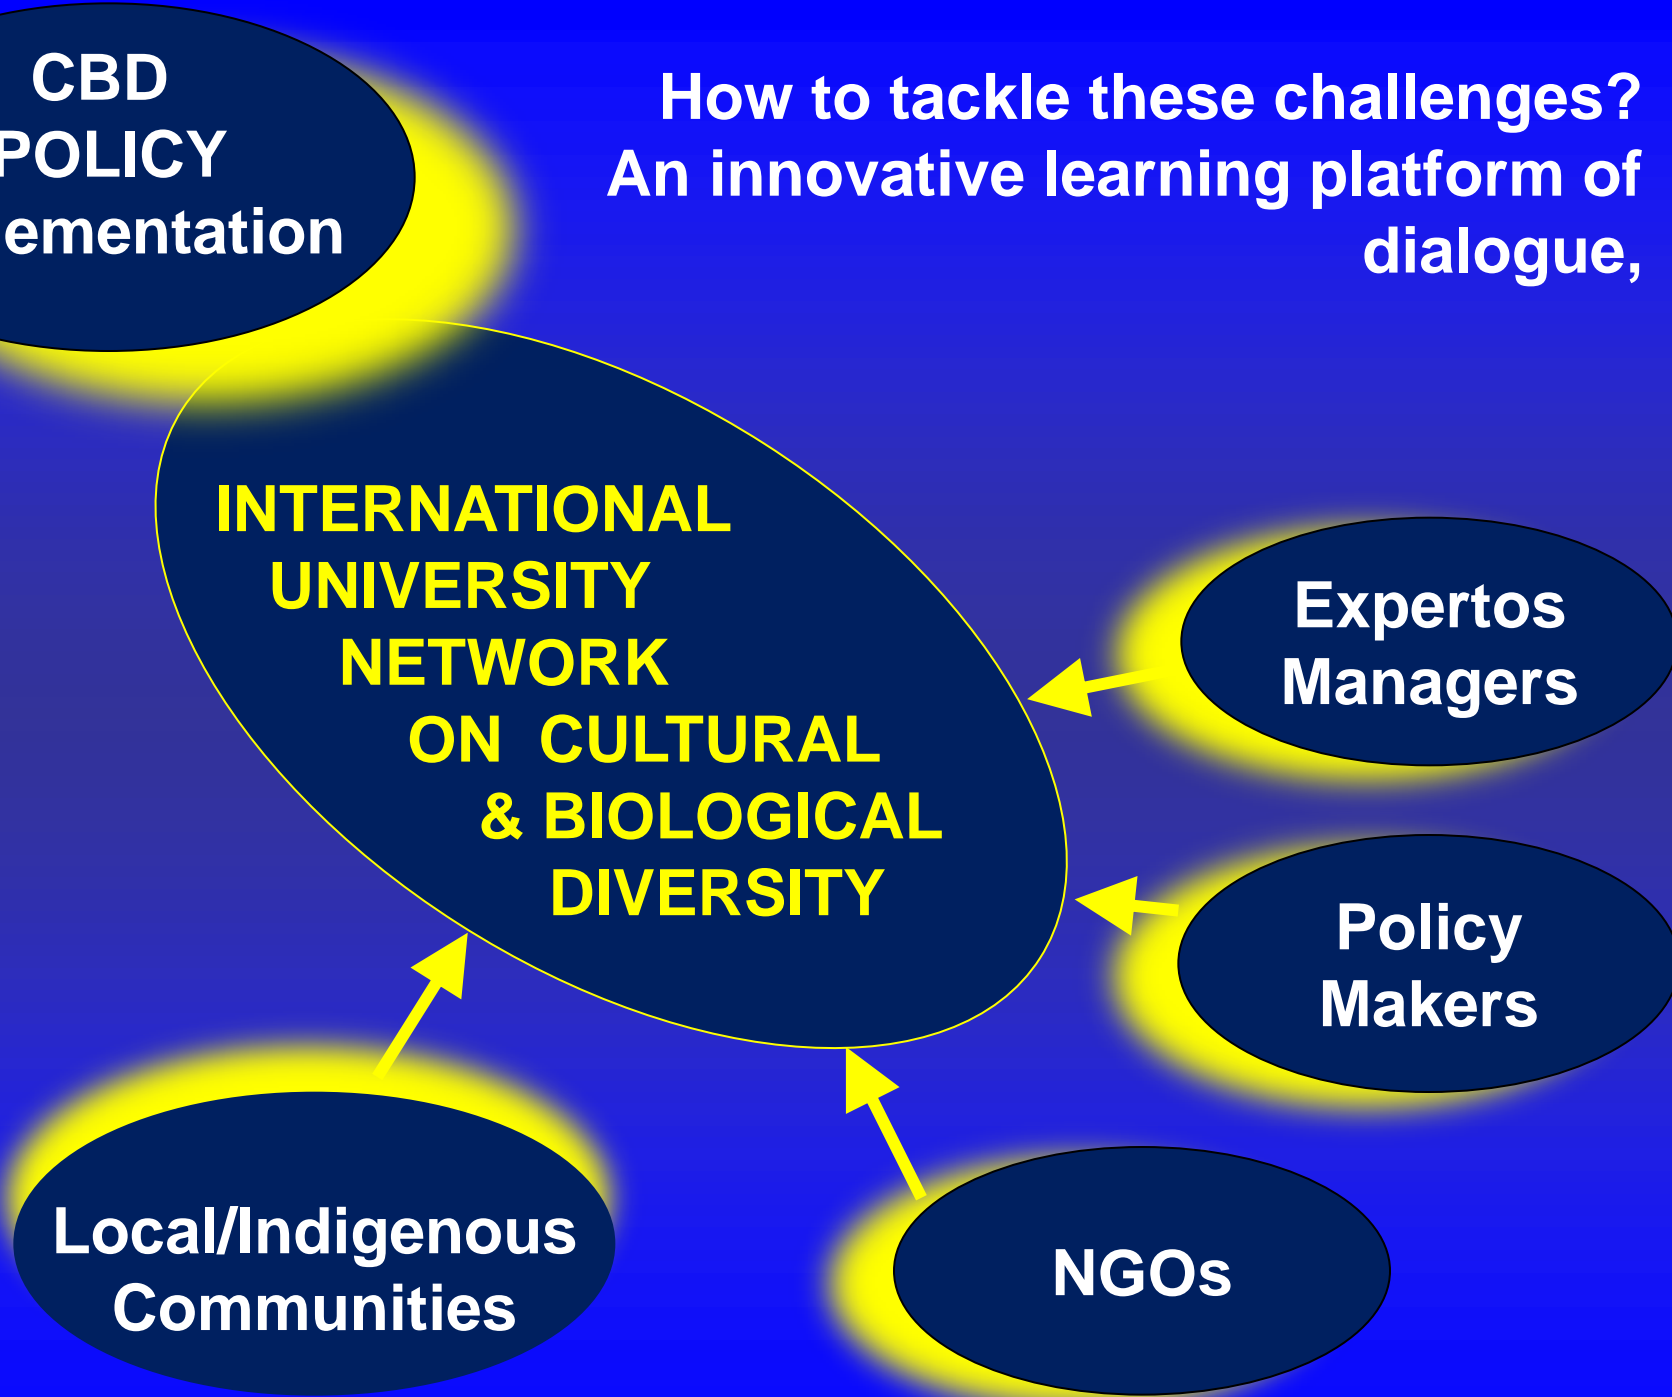 CBD
POLICY
ementation
How to tackle these challenges?
An innovative learning platform of
dialogue,
INTERNATIONAL
UNIVERSITY
NETWORK
ON CULTURAL
& BIOLOGICAL
DIVERSITY
Expertos
Managers
Policy
Makers
Local/Indigenous
Communities
NGOs